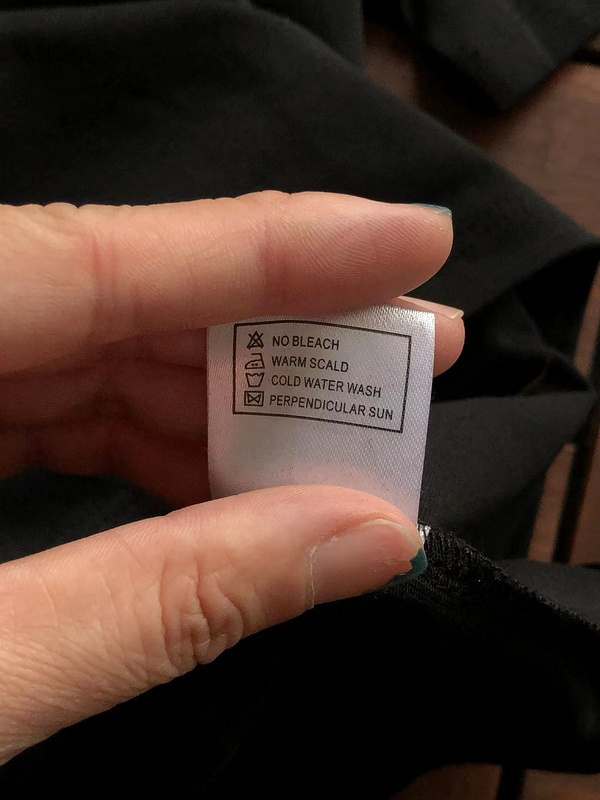 NO BLEACH
WARM SCALD
COLD WATER WASH
PERPENDICULAR SUN